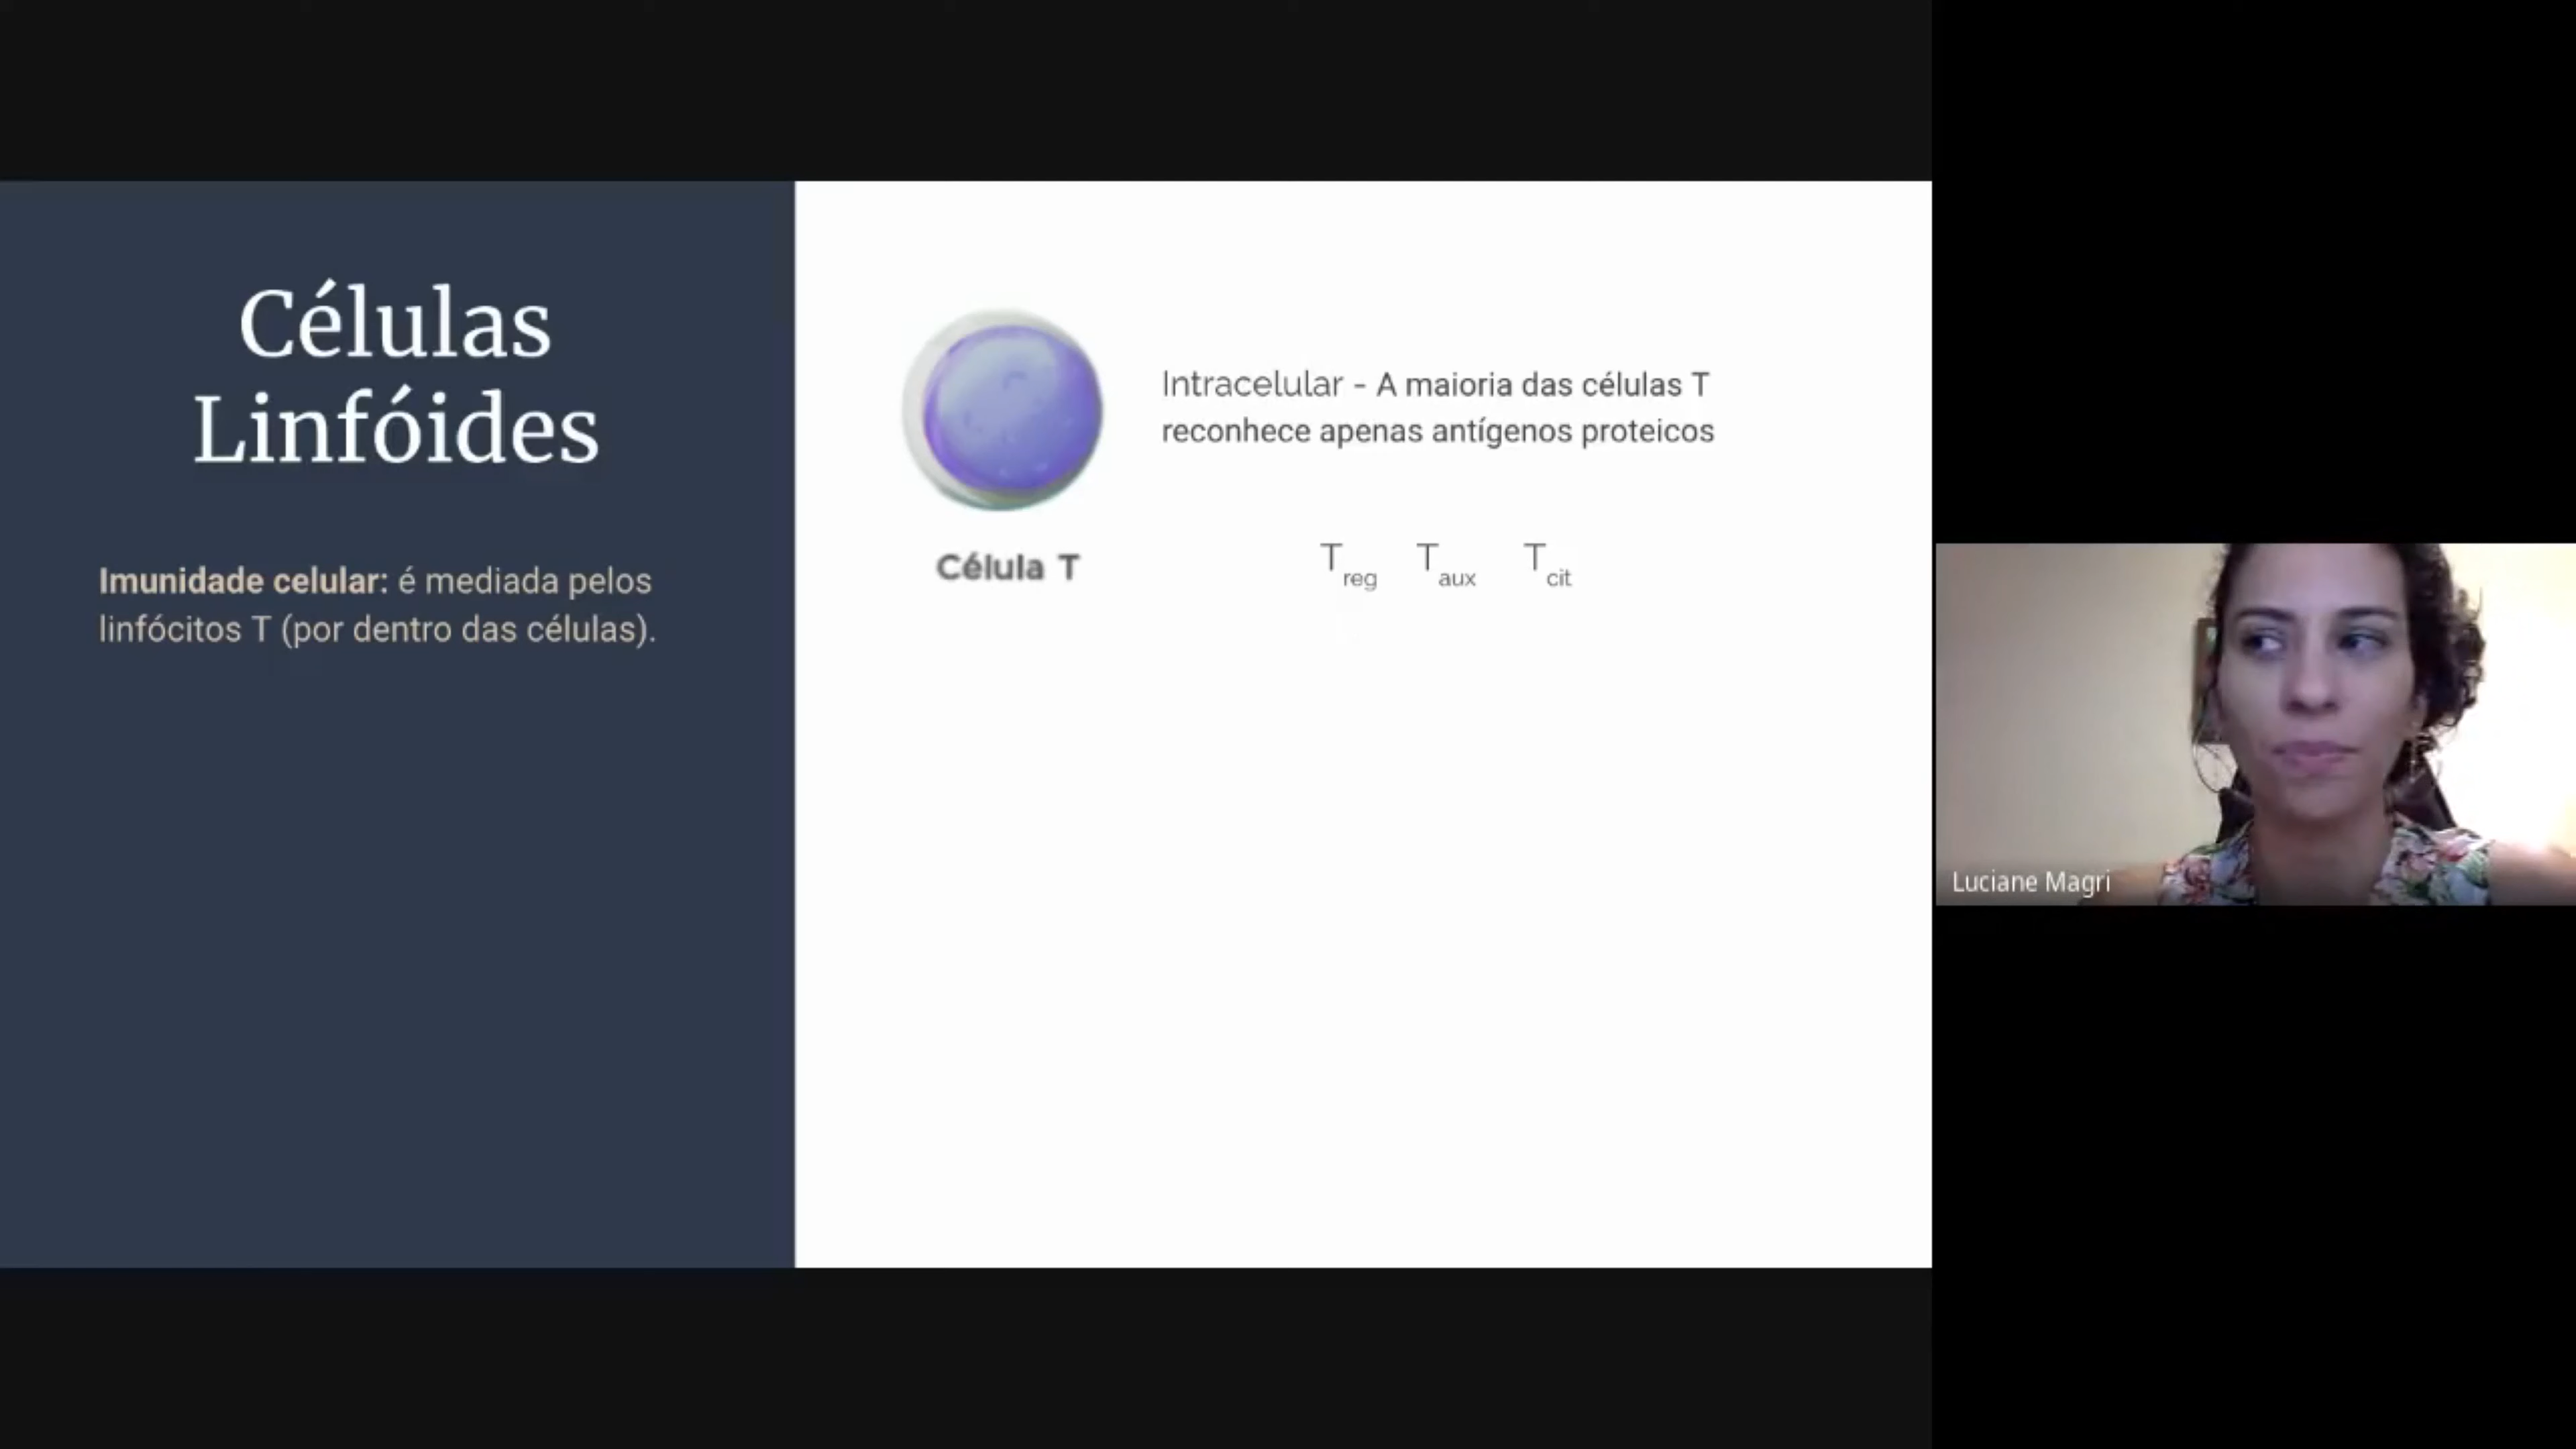 Células
Linfóides
Imunidade celular: é mediada pelos
linfócitos T (por dentro das células).
Intracelular - A maioria das células T
reconhece apenas antígenos proteicos
Célula T
Treg Taux Tcit
Luciane Magri